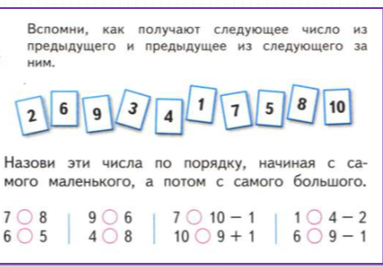 Вспомни, как получают следующее число из
предыдущего и предыдущее из следующего за
ним.
2 6 9 3 4 1 7 5 8 10
Назови эти числа по порядку, начиная с са-
мого маленького, а потом с самого большого.
7 ○ 8 9 ○ 6 7 ○ 10 − 1 1 ○ 4 − 2
6 ○ 5 4 ○ 8 10 ○ 9 + 1 6 ○ 9 − 1